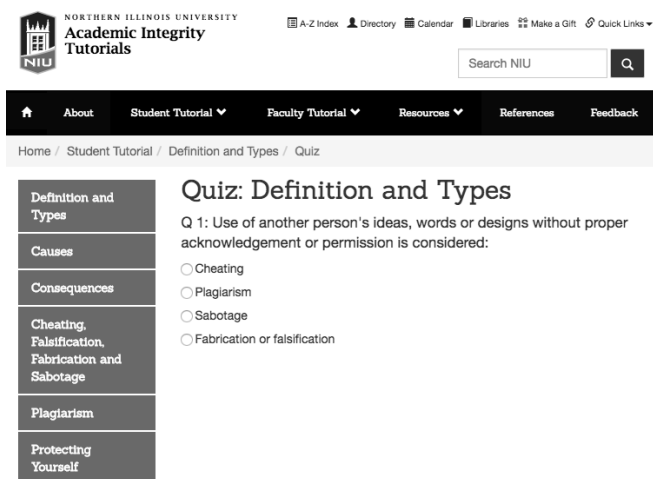 NORTHERN ILLINOIS UNIVERSITY
Academic Integrity
Tutorials
NIU
A-Z Index Directory Calendar Libraries Make a Gift Quick Links
Search NIU
About Student Tutorial Faculty Tutorial Resources References Feedback
Home / Student Tutorial / Definition and Types / Quiz
Definition and
Types
Causes
Consequences
Cheating,
Falsification,
Fabrication and
Sabotage
Plagiarism
Protecting
Yourself
Quiz: Definition and Types
Q 1: Use of another person's ideas, words or designs without proper
acknowledgement or permission is considered:
Cheating
Plagiarism
Sabotage
Fabrication or falsification